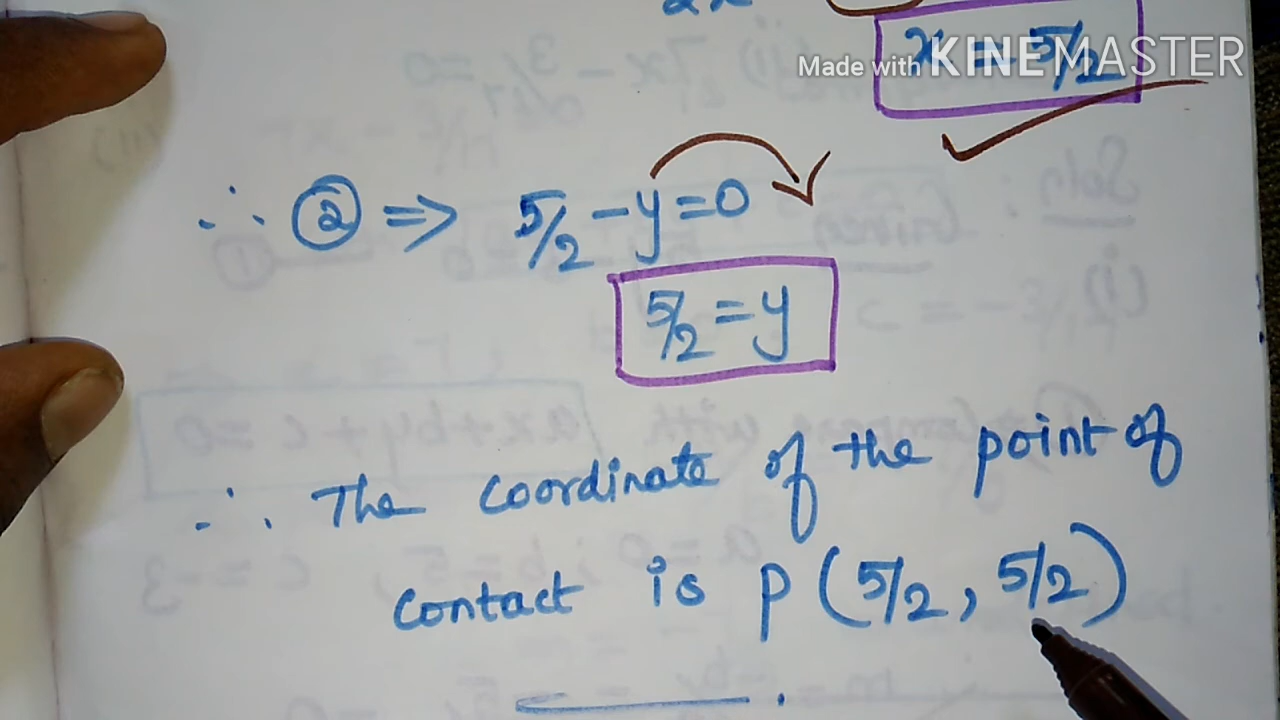 2x
x = 5/2
Made with KINEMASTER
∴ ② => 5/2 - y = 0
5/2 = y
∴ The coordinate of the point of
contact is P (5/2, 5/2)